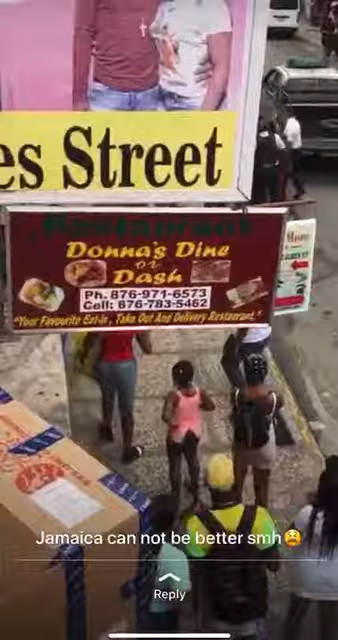 es Street
Restaurant
Donna's Dine
or
Dash
Ph. 876-971-6573
Cell: 876-783-5462
"Your Favourite Eat-in, Take Out And Delivery Restaurant."
Jamaica can not be better smh😫
Reply